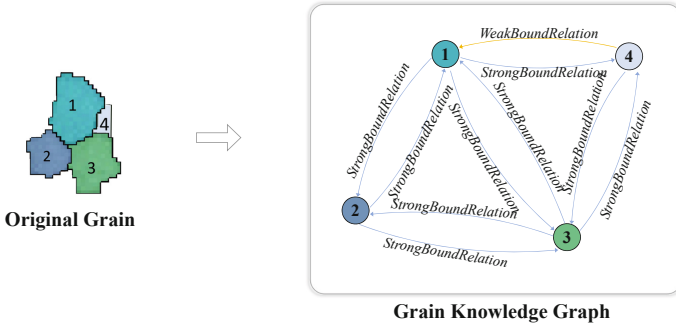 1
4
2
3
Original Grain
WeakBoundRelation
1
4
StrongBoundRelation
StrongBoundRelation
StrongBoundRelation
StrongBoundRelation
StrongBoundRelation
StrongBoundRelation
StrongBoundRelation
2
StrongBoundRelation
3
StrongBoundRelation
Grain Knowledge Graph